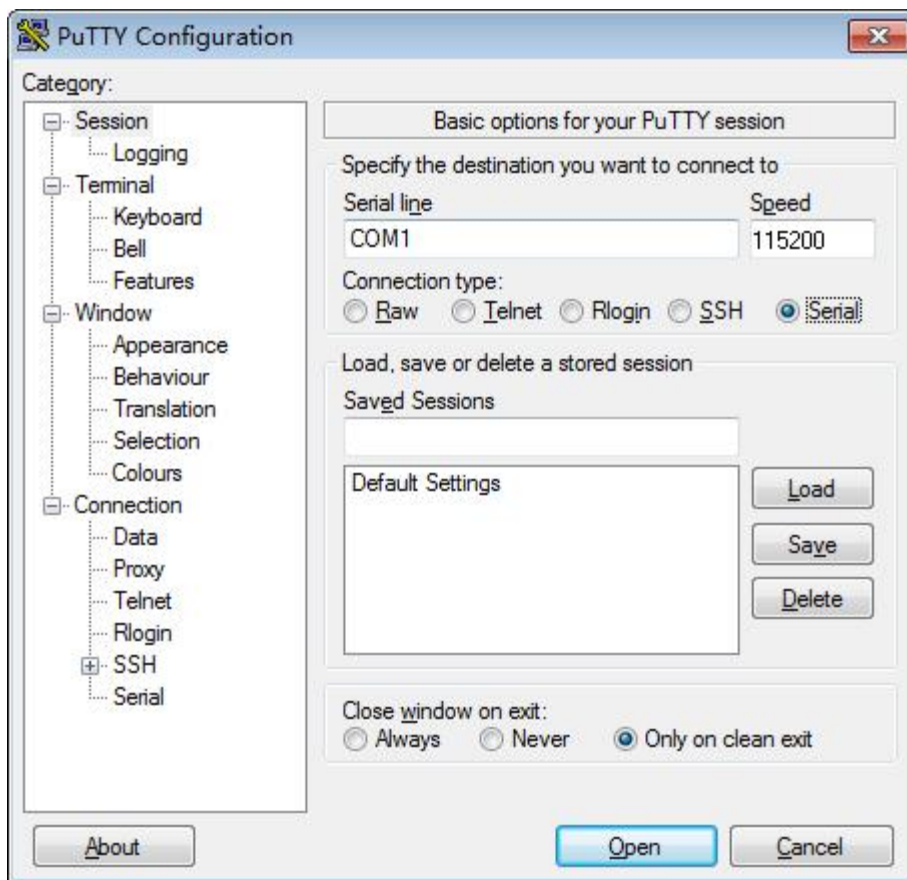 PuTTY Configuration
Category:
Session
Logging
Terminal
Keyboard
Bell
Features
Window
Appearance
Behaviour
Translation
Selection
Colours
Connection
Data
Proxy
Telnet
Rlogin
SSH
Serial
Basic options for your PuTTY session
Specify the destination you want to connect to
Serial line Speed
COM1 115200
Connection type:
Raw Telnet Rlogin SSH Serial
Load, save or delete a stored session
Saved Sessions
Default Settings
Load
Save
Delete
Close window on exit:
Always Never Only on clean exit
About Open Cancel